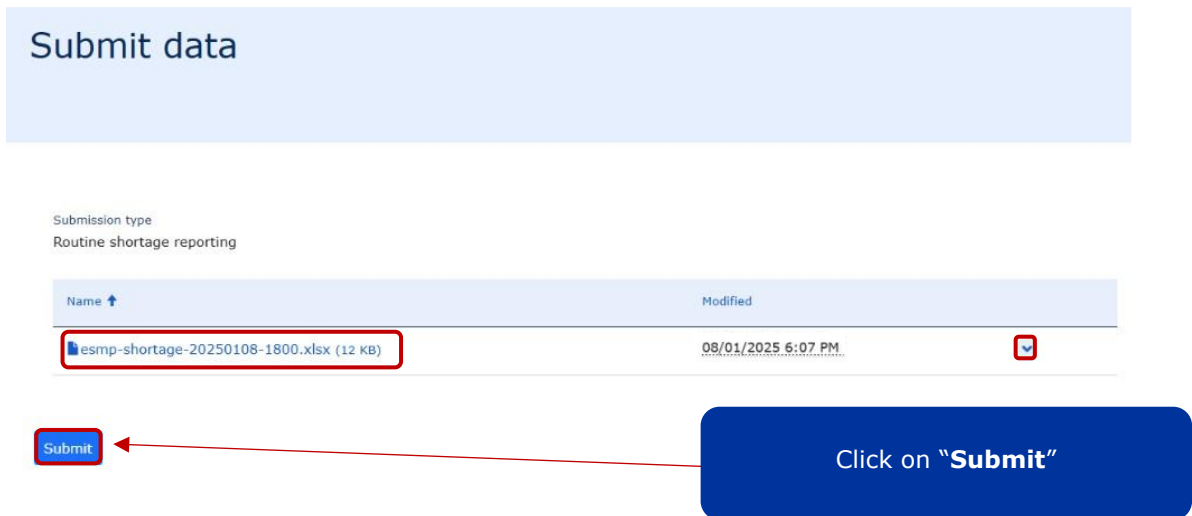 Submit data
Submission type
Routine shortage reporting
Name ↑ Modified
esmp-shortage-20250108-1800.xlsx (12 KB) 08/01/2025 6:07 PM
Submit
Click on “Submit”